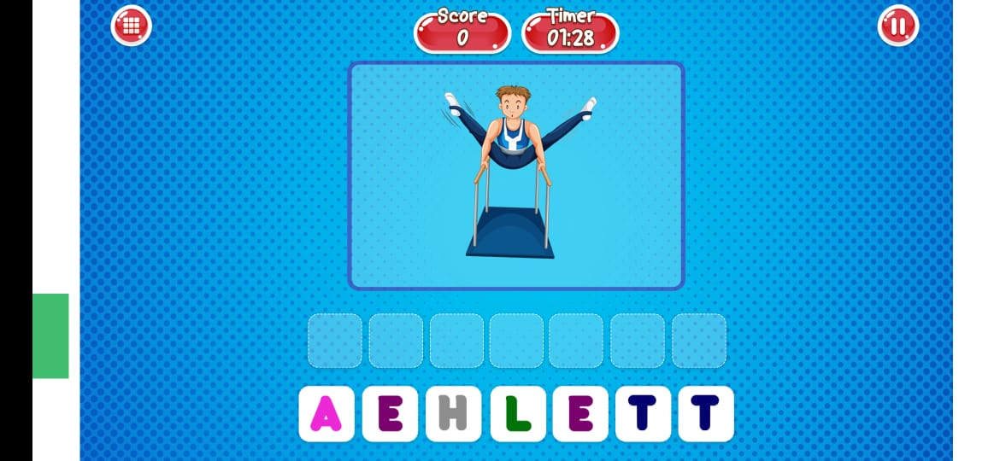 Score
0
Timer
01:28
A E H L E T T